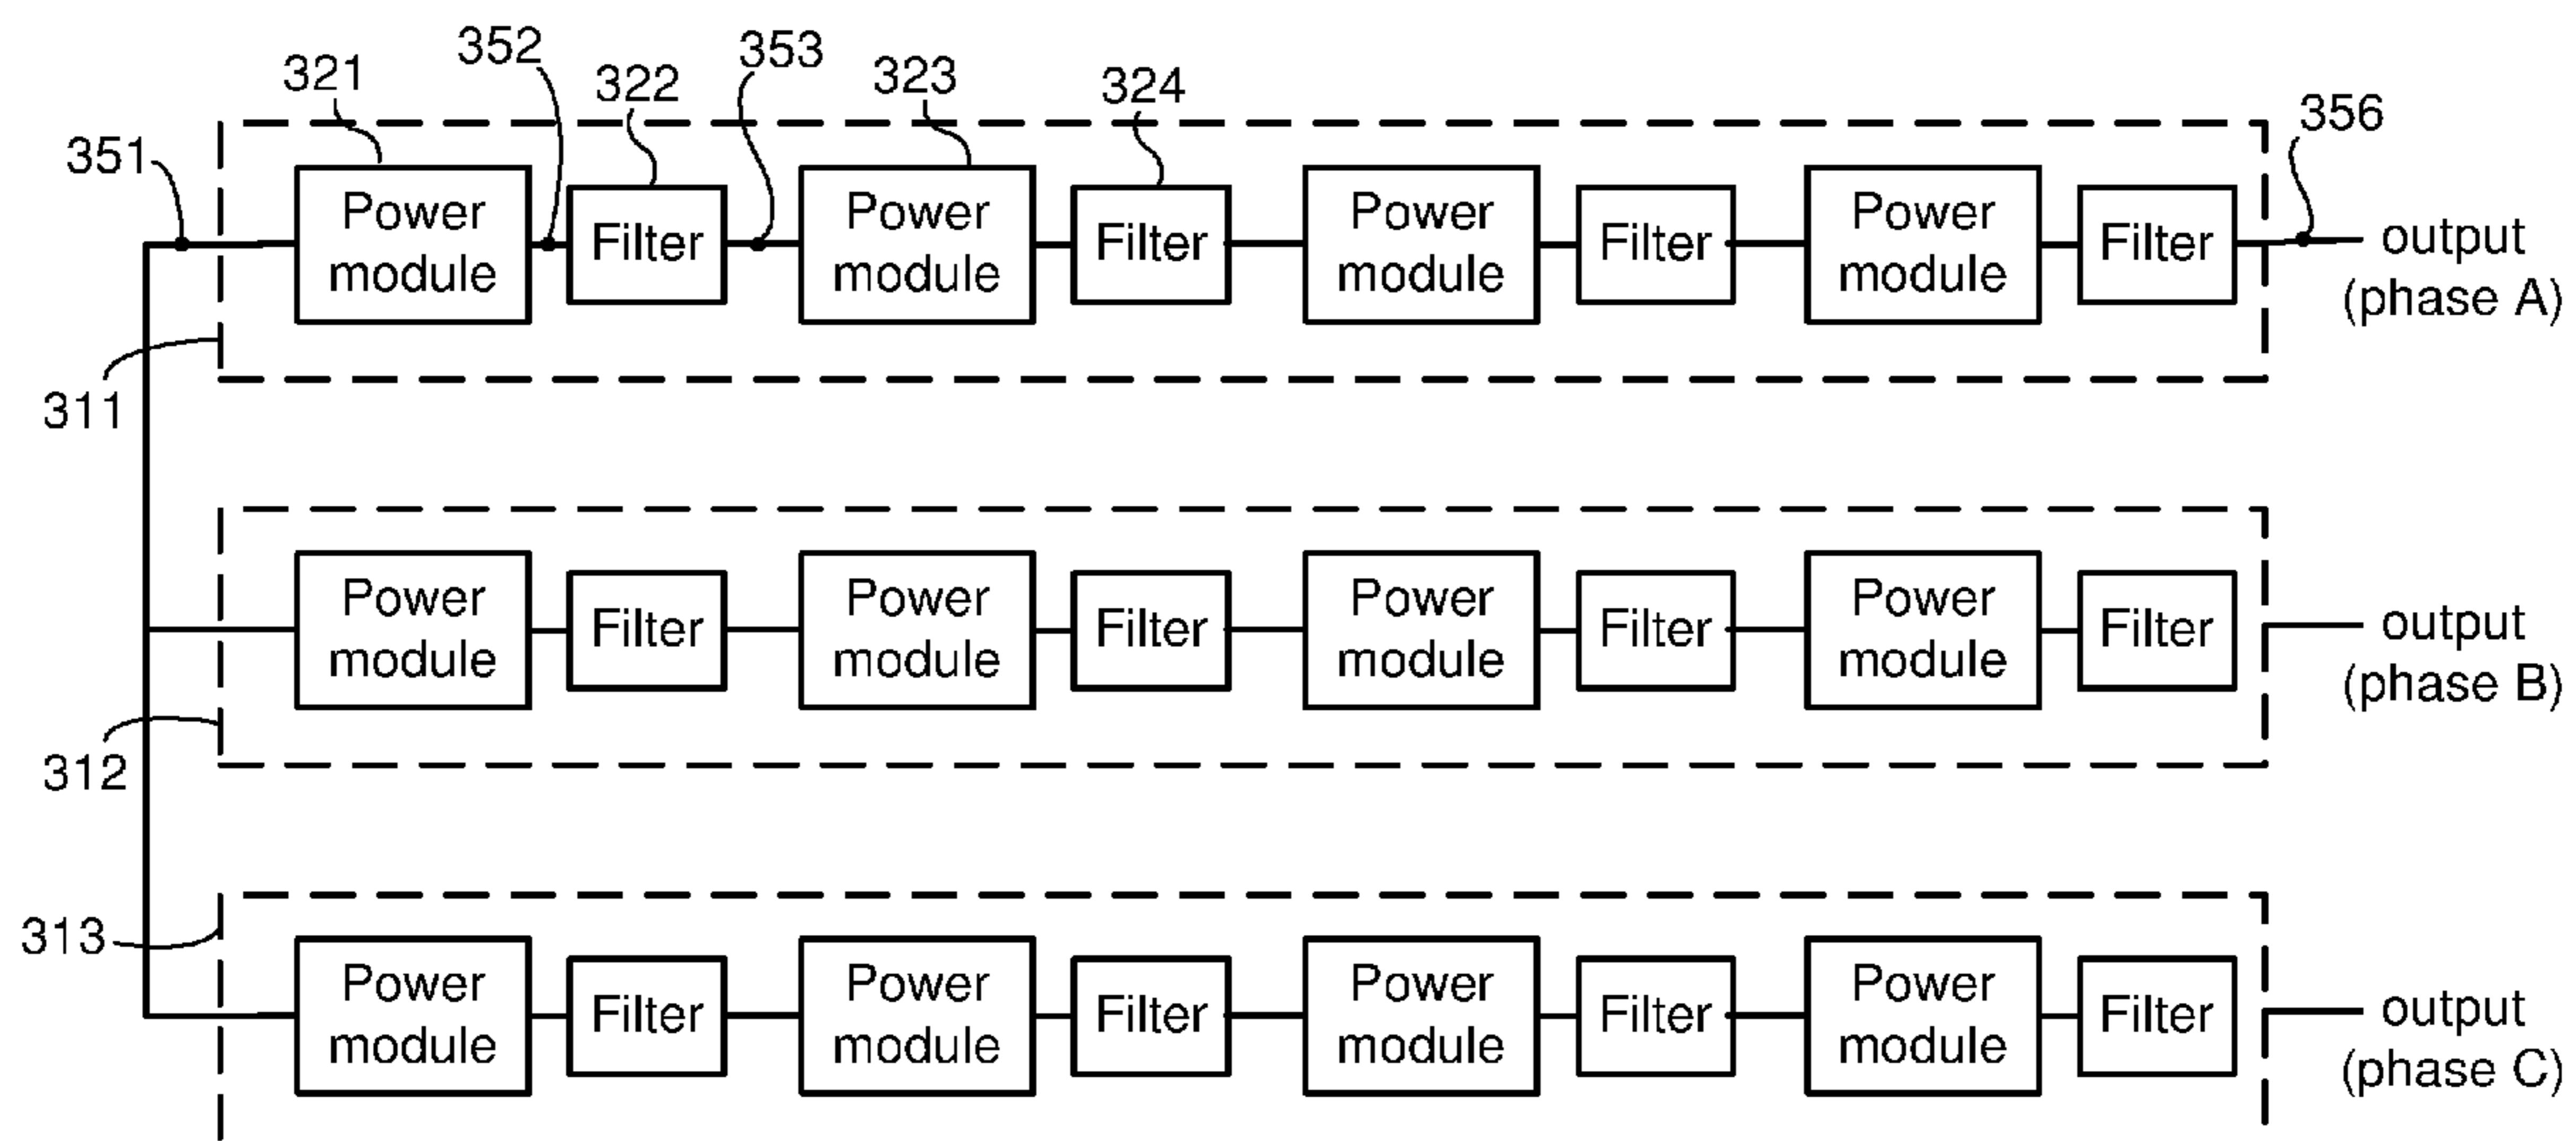 352
353
321
322
323
324
356
351
Power
module
Filter
Power
module
Filter
Power
module
Filter
Power
module
Filter
output
(phase A)
311
Power
module
Filter
Power
module
Filter
Power
module
Filter
Power
module
Filter
output
(phase B)
312
313
Power
module
Filter
Power
module
Filter
Power
module
Filter
Power
module
Filter
output
(phase C)